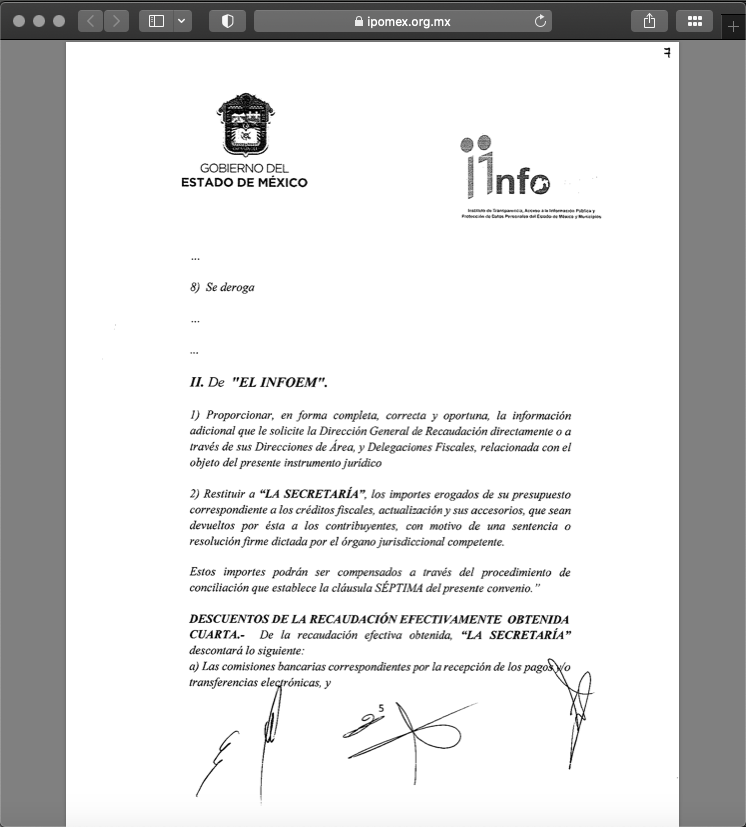 ipomex.org.mx
7
GOBIERNO DEL
ESTADO DE MÉXICO
infо
Instituto de Transparencia, Acceso a la Información Pública y
Protección de Datos Personales del Estado de México y Municipios
...
8) Se deroga
...
...
II. De "EL INFOEM".
1) Proporcionar, en forma completa, correcta y oportuna, la información
adicional que le solicite la Dirección General de Recaudación directamente o a
través de sus Direcciones de Área, y Delegaciones Fiscales, relacionada con el
objeto del presente instrumento jurídico
2) Restituir a “LA SECRETARÍA”, los importes erogados de su presupuesto
correspondiente a los créditos fiscales, actualización y sus accesorios, que sean
devueltos por ésta a los contribuyentes, con motivo de una sentencia o
resolución firme dictada por el órgano jurisdiccional competente.
Estos importes podrán ser compensados a través del procedimiento de
conciliación que establece la cláusula SÉPTIMA del presente convenio.”
DESCUENTOS DE LA RECAUDACIÓN EFECTIVAMENTE OBTENIDA
CUARTA.- De la recaudación efectiva obtenida, “LA SECRETARÍA”
descontará lo siguiente:
a) Las comisiones bancarias correspondientes por la recepción de los pagos y/o
transferencias electrónicas, y
5